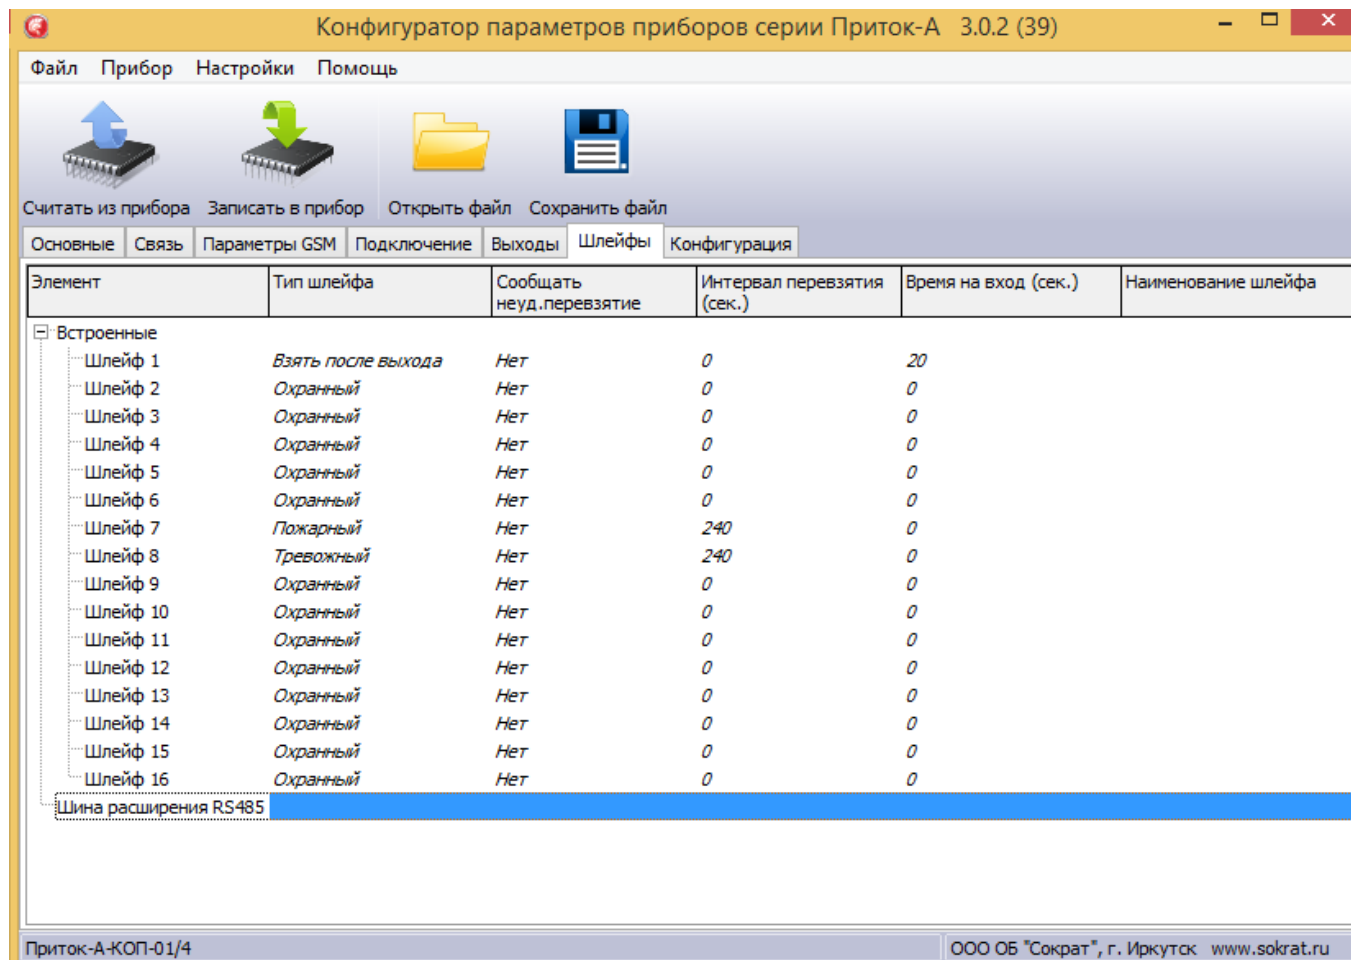 Конфигуратор параметров приборов серии Приток-А 3.0.2 (39)
Файл Прибор Настройки Помощь
Считать из прибора Записать в прибор Открыть файл Сохранить файл
Основные Связь Параметры GSM Подключение Выходы Шлейфы Конфигурация
Элемент Тип шлейфа Сообщать неуд.перевзятие Интервал перевзятия (сек.) Время на вход (сек.) Наименование шлейфа
Встроенные
Шлейф 1 Взять после выхода Нет 0 20
Шлейф 2 Охранный Нет 0 0
Шлейф 3 Охранный Нет 0 0
Шлейф 4 Охранный Нет 0 0
Шлейф 5 Охранный Нет 0 0
Шлейф 6 Охранный Нет 0 0
Шлейф 7 Пожарный Нет 240 0
Шлейф 8 Тревожный Нет 240 0
Шлейф 9 Охранный Нет 0 0
Шлейф 10 Охранный Нет 0 0
Шлейф 11 Охранный Нет 0 0
Шлейф 12 Охранный Нет 0 0
Шлейф 13 Охранный Нет 0 0
Шлейф 14 Охранный Нет 0 0
Шлейф 15 Охранный Нет 0 0
Шлейф 16 Охранный Нет 0 0
Шина расширения RS485
Приток-А-КОП-01/4 ООО ОБ "Сократ", г. Иркутск www.sokrat.ru